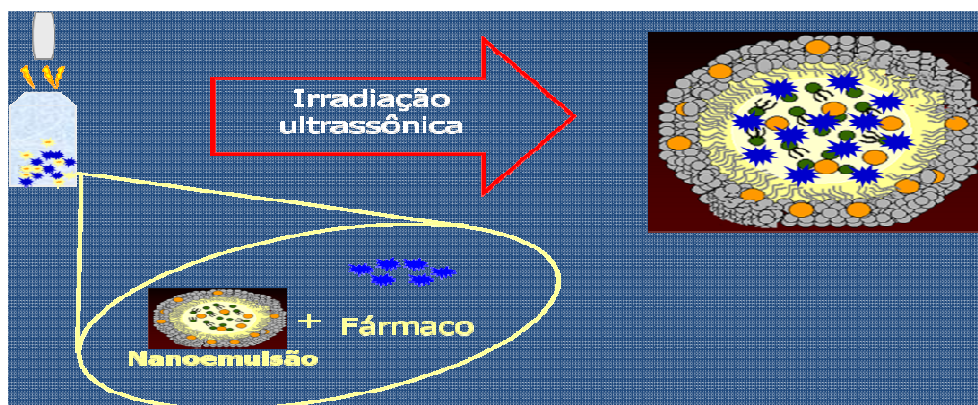 Irradiação
ultrassônica
+ Fármaco
Nanoemulsão